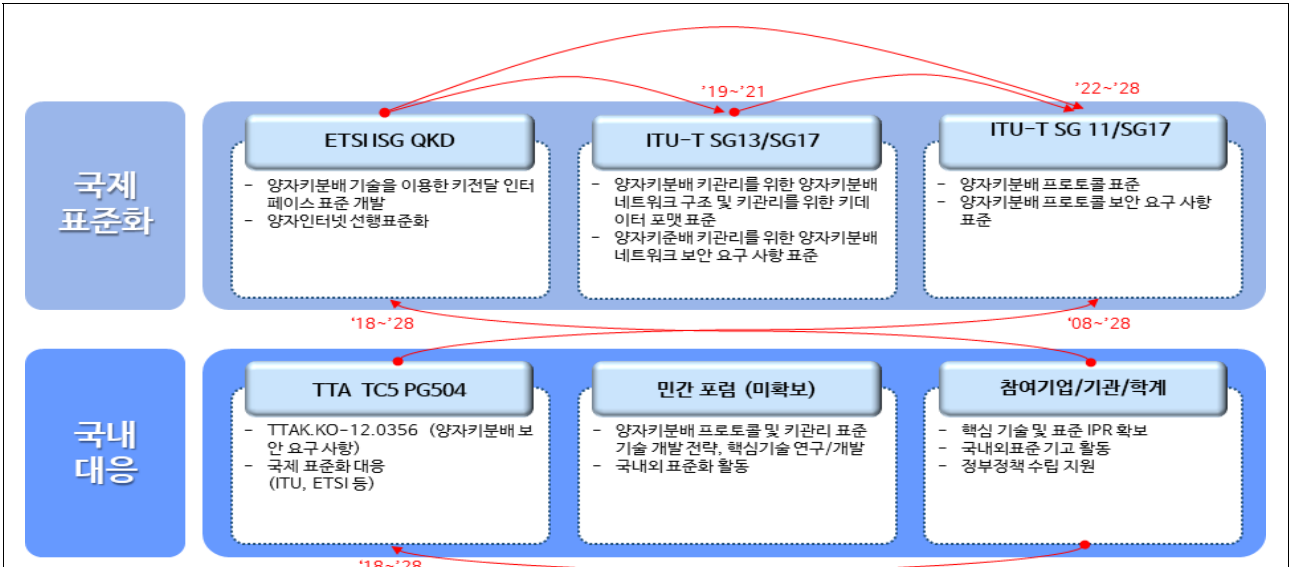 '19~'21
'22~'28
국제
표준화
ETSI ISG QKD
- 양자키분배 기술을 이용한 키전달 인터
페이스 표준 개발
- 양자인터넷 선행표준화
ITU-T SG13/SG17
- 양자키분배 키관리를 위한 양자키분배
네트워크 구조 및 키관리를 위한 키데
이터 포맷 표준
- 양자키준배 키관리를 위한 양자키분배
네트워크 보안 요구 사항 표준
ITU-T SG 11/SG17
- 양자키분배 프로토콜 표준
- 양자키분배 프로토콜 보안 요구 사항
표준
'18~'28
'08~'28
국내
대응
TTA TC5 PG504
- TTAK.KO-12.0356 (양자키분배 보
안 요구 사항)
- 국제 표준화 대응
(ITU, ETSI 등)
민간 포럼 (미확보)
- 양자키분배 프로토콜 및 키관리 표준
기술 개발 전략, 핵심기술 연구/개발
- 국내외 표준화 활동
참여기업/기관/학계
- 핵심 기술 및 표준 IPR 확보
- 국내외표준 기고 활동
- 정부정책 수립 지원
'18~'28